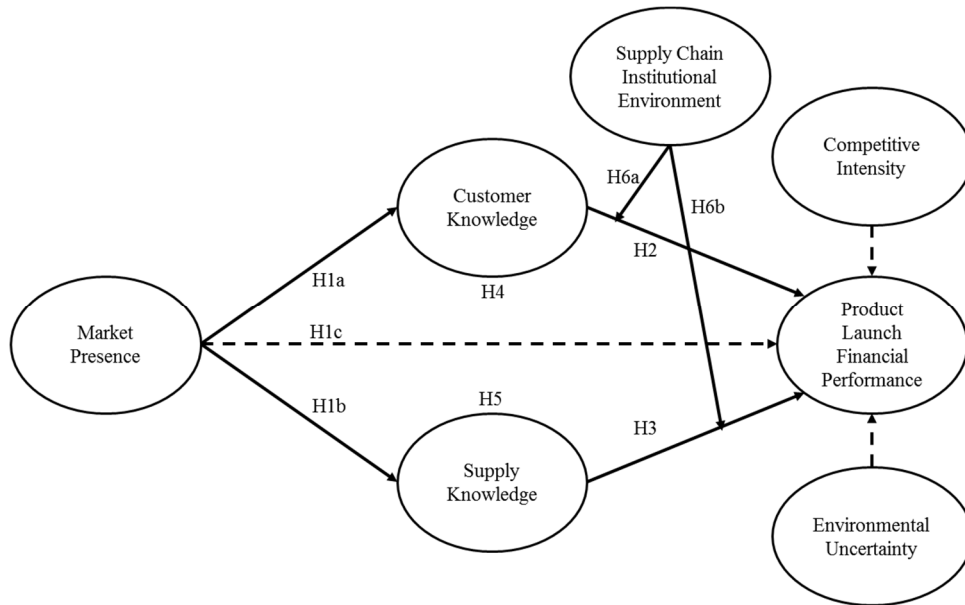 Supply Chain
Institutional
Environment
Competitive
Intensity
H6a
Customer
Knowledge
H6b
H2
H1a
H4
Market
Presence
H1c
Product
Launch
Financial
Performance
H1b
H5
H3
Supply
Knowledge
Environmental
Uncertainty